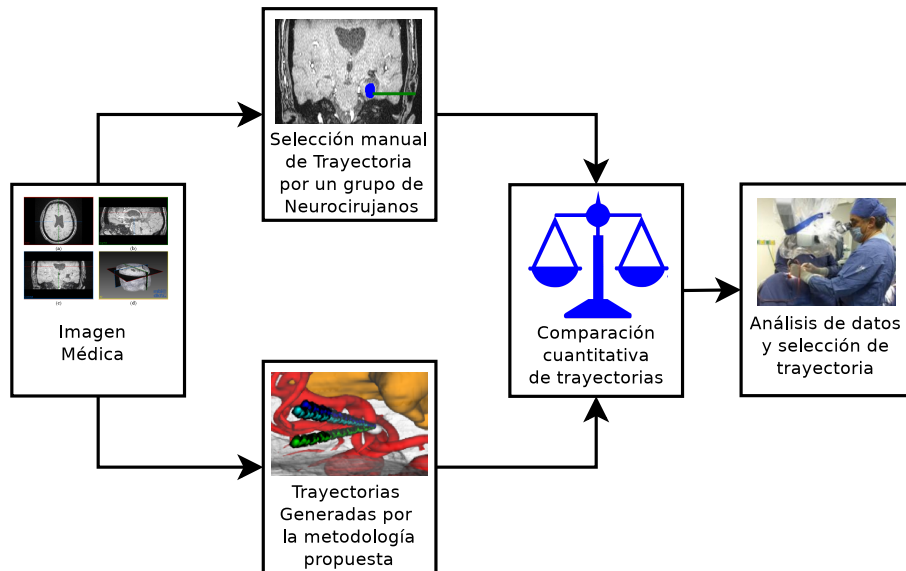 Selección manual
de Trayectoria
por un grupo de
Neurocirujanos
(a)
(b)
(c)
(d)
Imagen
Médica
Comparación
cuantitativa
de trayectorias
Análisis de datos
y selección de
trayectoria
Trayectorias
Generadas por
la metodología
propuesta